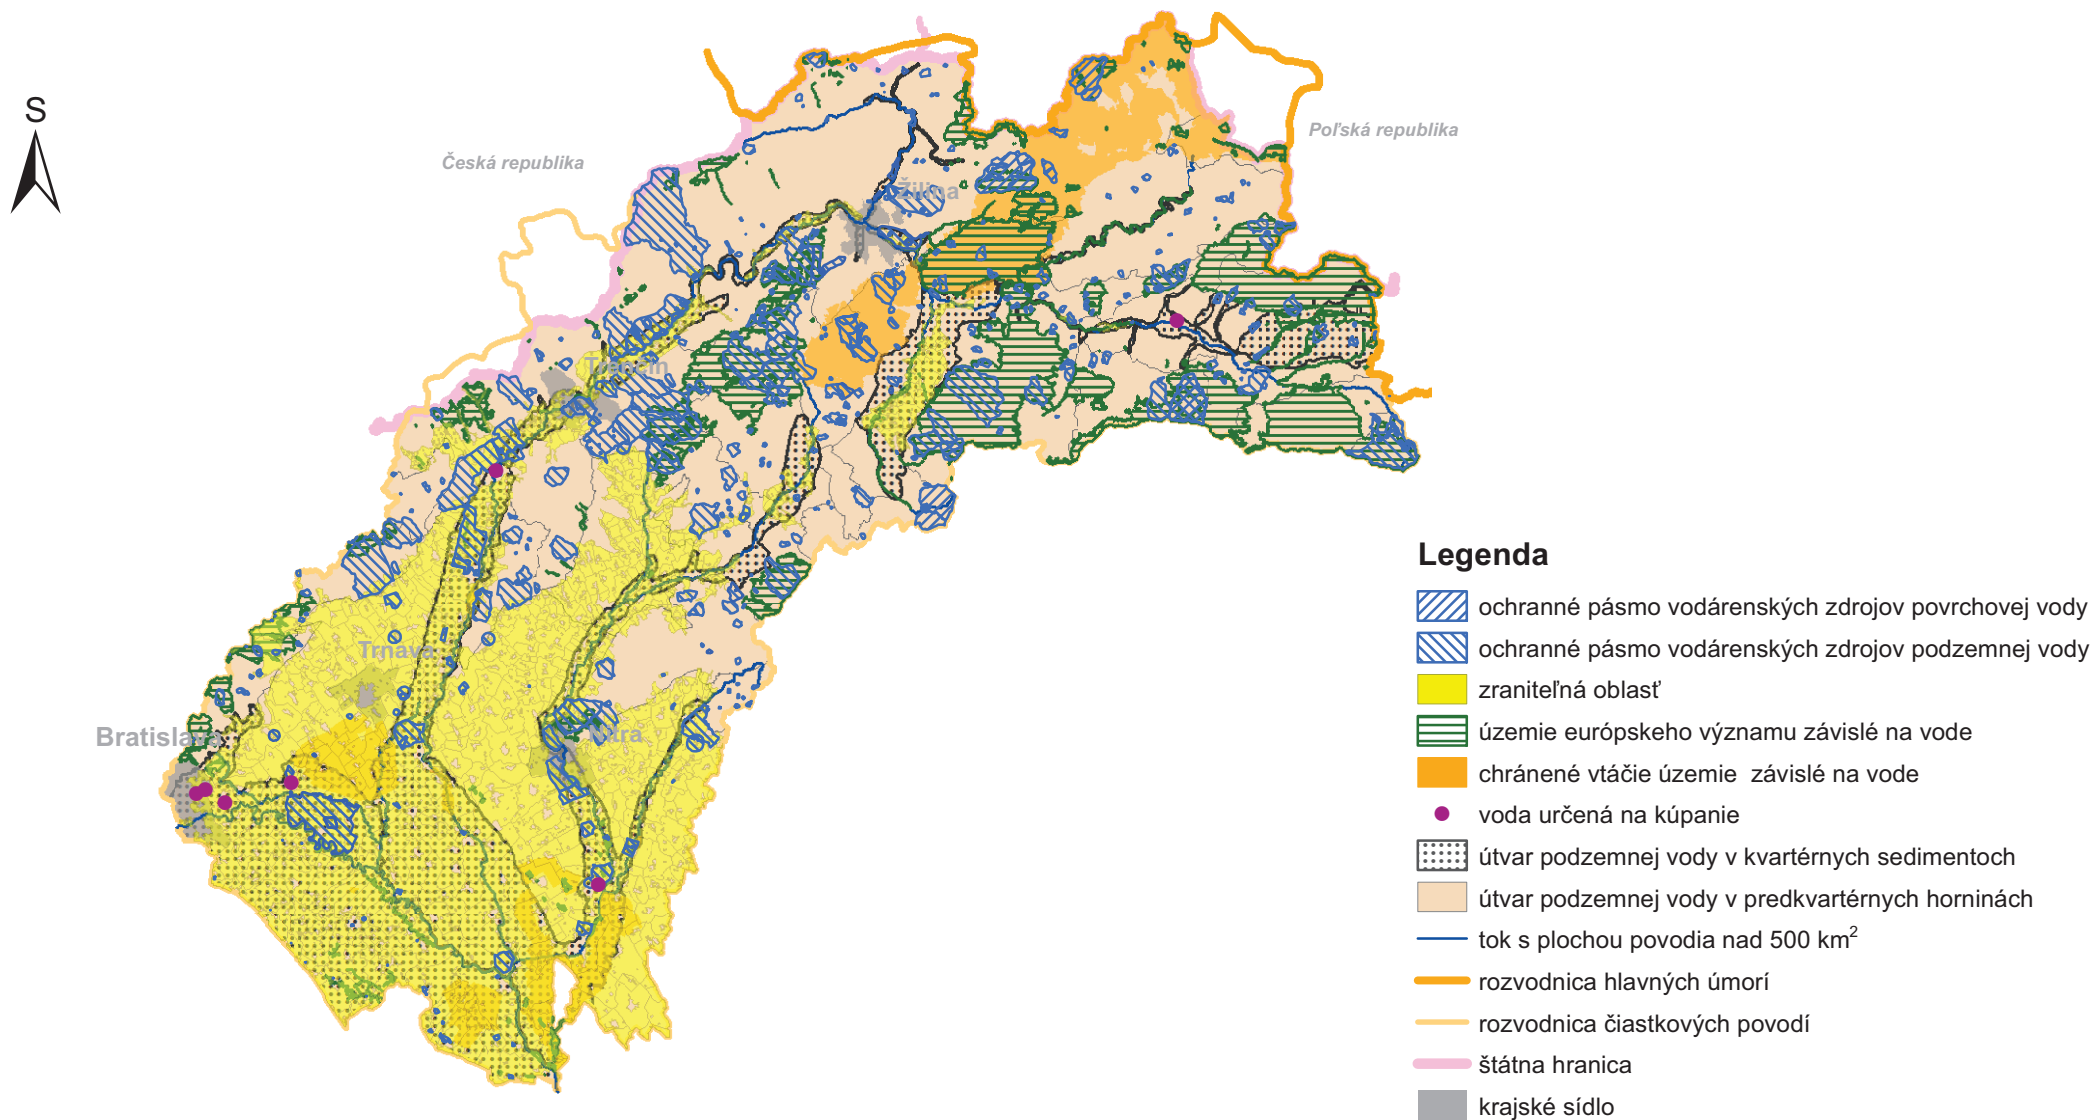 S
Česká republika
Poľská republika
Žilina
Trenčín
Trnava
Bratislava
Nitra
Legenda
ochranné pásmo vodárenských zdrojov povrchovej vody
ochranné pásmo vodárenských zdrojov podzemnej vody
zraniteľná oblasť
územie európskeho významu závislé na vode
chránené vtáčie územie závislé na vode
voda určená na kúpanie
útvar podzemnej vody v kvartérnych sedimentoch
útvar podzemnej vody v predkvartérnych horninách
tok s plochou povodia nad 500 km²
rozvodnica hlavných úmorí
rozvodnica čiastkových povodí
štátna hranica
krajské sídlo